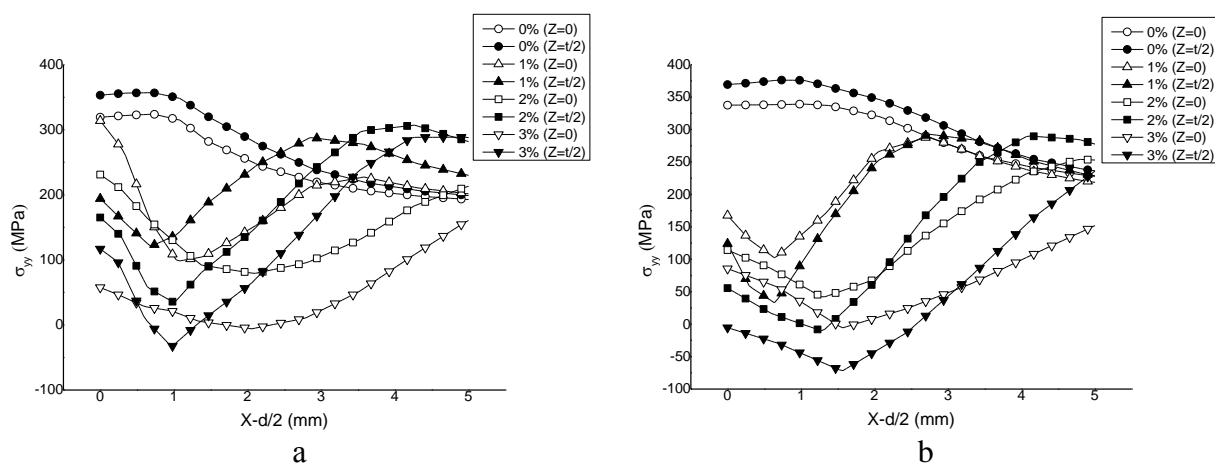 0% (Z=0)
0% (Z=t/2)
1% (Z=0)
1% (Z=t/2)
2% (Z=0)
2% (Z=t/2)
3% (Z=0)
3% (Z=t/2)
400
300
200
100
0
-100
σyy (MPa)
0 1 2 3 4 5
X-d/2 (mm)
a
0% (Z=0)
0% (Z=t/2)
1% (Z=0)
1% (Z=t/2)
2% (Z=0)
2% (Z=t/2)
3% (Z=0)
3% (Z=t/2)
400
350
300
250
200
150
100
50
0
-50
-100
σyy (MPa)
0 1 2 3 4 5
X-d/2 (mm)
b